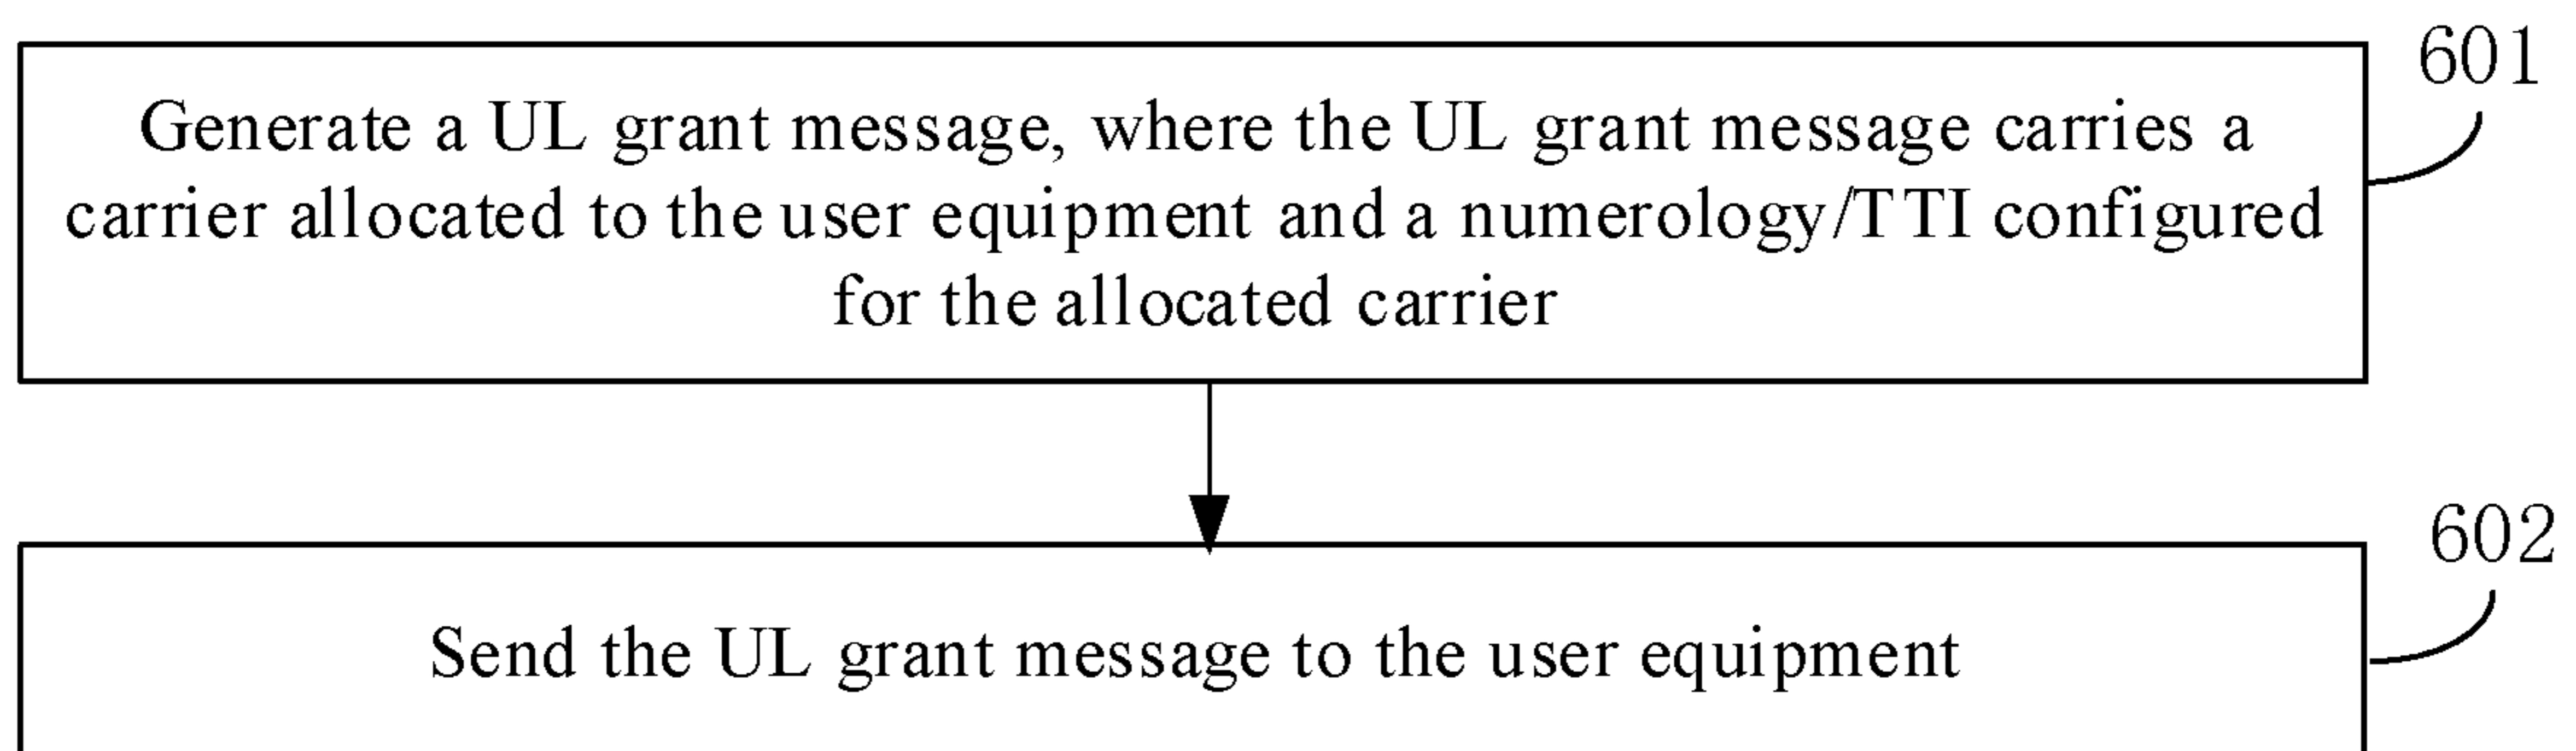 601
Generate a UL grant message, where the UL grant message carries a
carrier allocated to the user equipment and a numerology/TTI configured
for the allocated carrier
602
Send the UL grant message to the user equipment